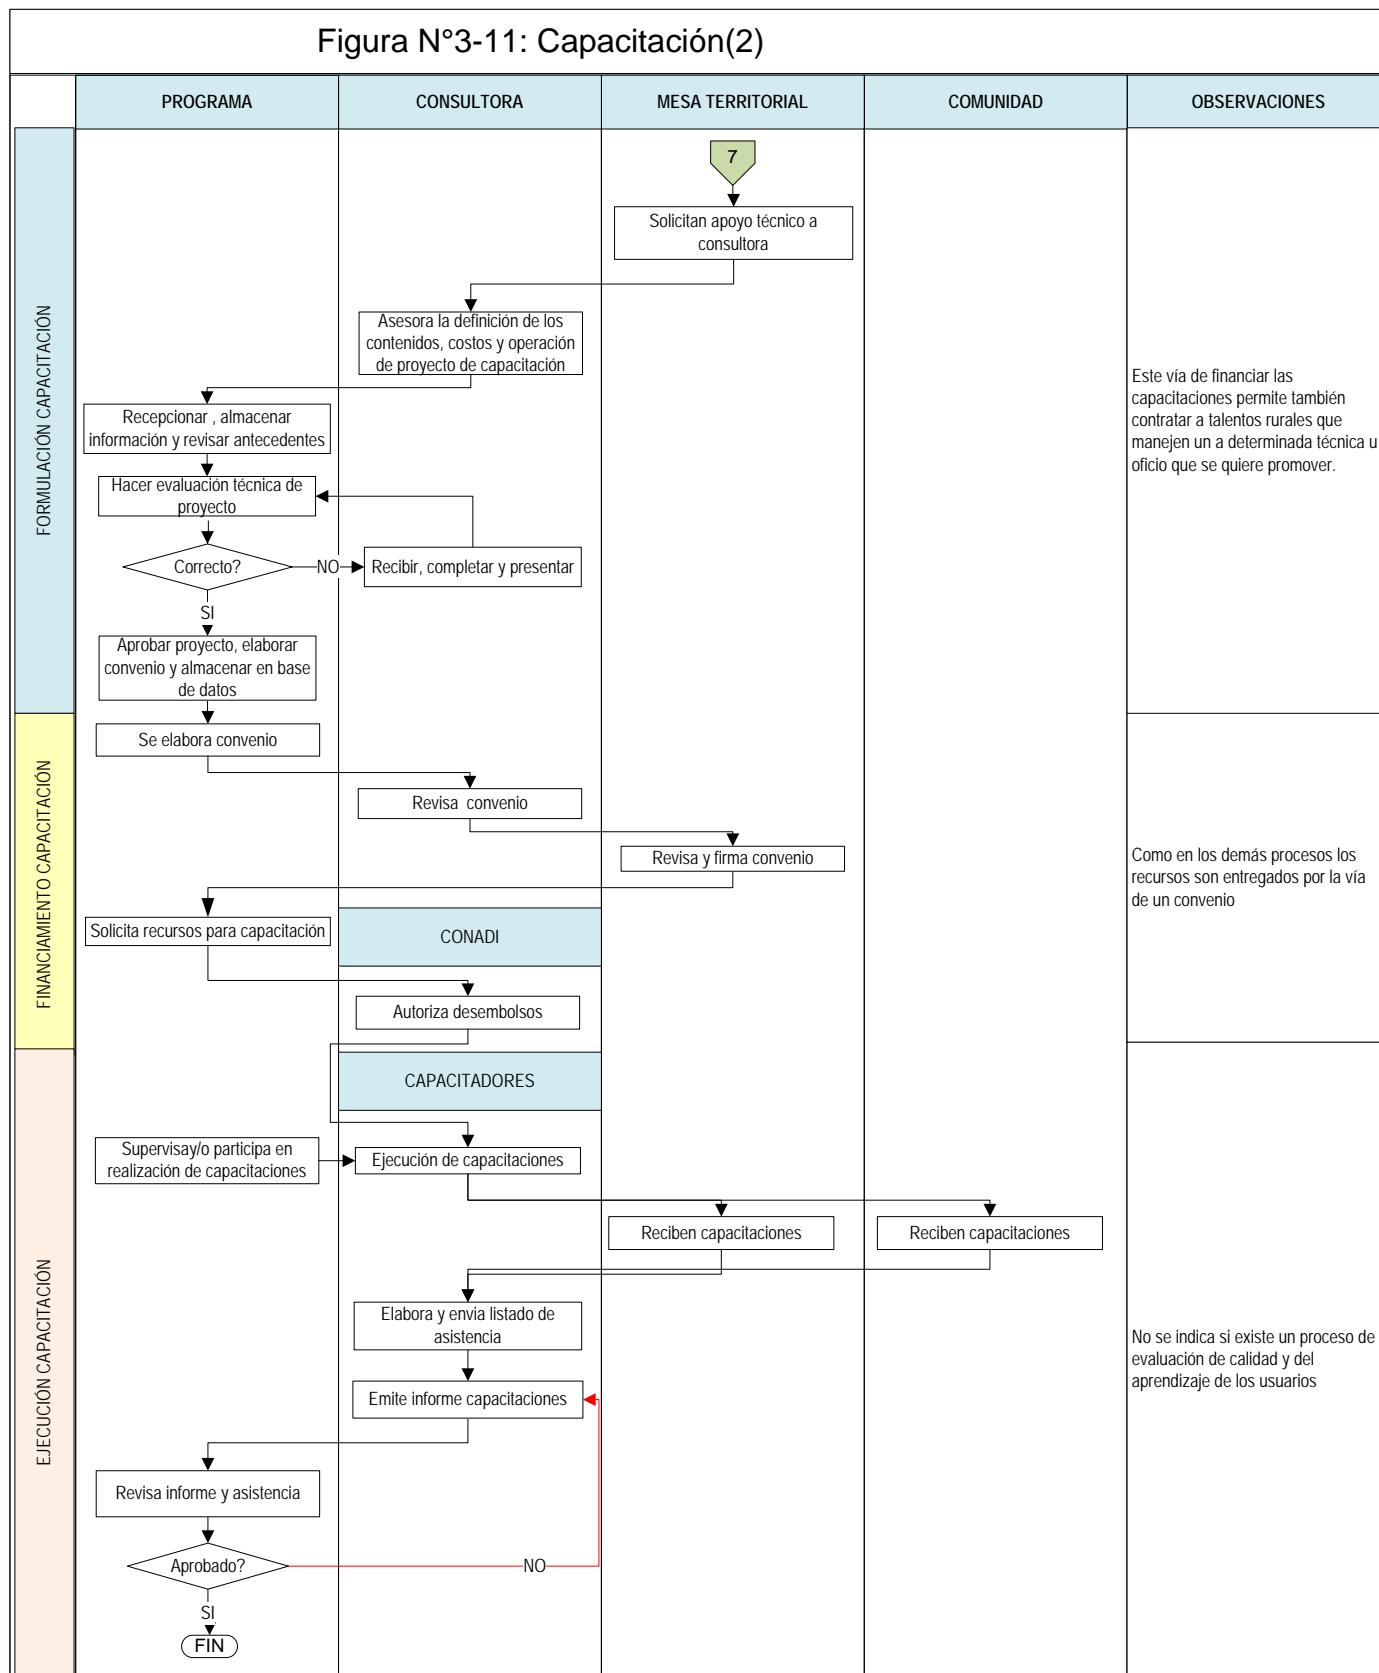 Figura N°3-11: Capacitación(2)
PROGRAMA
CONSULTORA
MESA TERRITORIAL
COMUNIDAD
OBSERVACIONES
FORMULACIÓN CAPACITACIÓN
7
Solicitan apoyo técnico a
consultora
Asesora la definición de los
contenidos, costos y operación
de proyecto de capacitación
Recepcionar , almacenar
información y revisar antecedentes
Hacer evaluación técnica de
proyecto
Correcto?
NO
Recibir, completar y presentar
SI
Aprobar proyecto, elaborar
convenio y almacenar en base
de datos
Este vía de financiar las
capacitaciones permite también
contratar a talentos rurales que
manejen un a determinada técnica u
oficio que se quiere promover.
FINANCIAMIENTO CAPACITACIÓN
Se elabora convenio
Revisa convenio
Revisa y firma convenio
Solicita recursos para capacitación
CONADI
Autoriza desembolsos
Como en los demás procesos los
recursos son entregados por la vía
de un convenio
EJECUCIÓN CAPACITACIÓN
CAPACITADORES
Supervisay/o participa en
realización de capacitaciones
Ejecución de capacitaciones
Reciben capacitaciones
Reciben capacitaciones
Elabora y envia listado de
asistencia
Emite informe capacitaciones
Revisa informe y asistencia
Aprobado?
NO
SI
FIN
No se indica si existe un proceso de
evaluación de calidad y del
aprendizaje de los usuarios